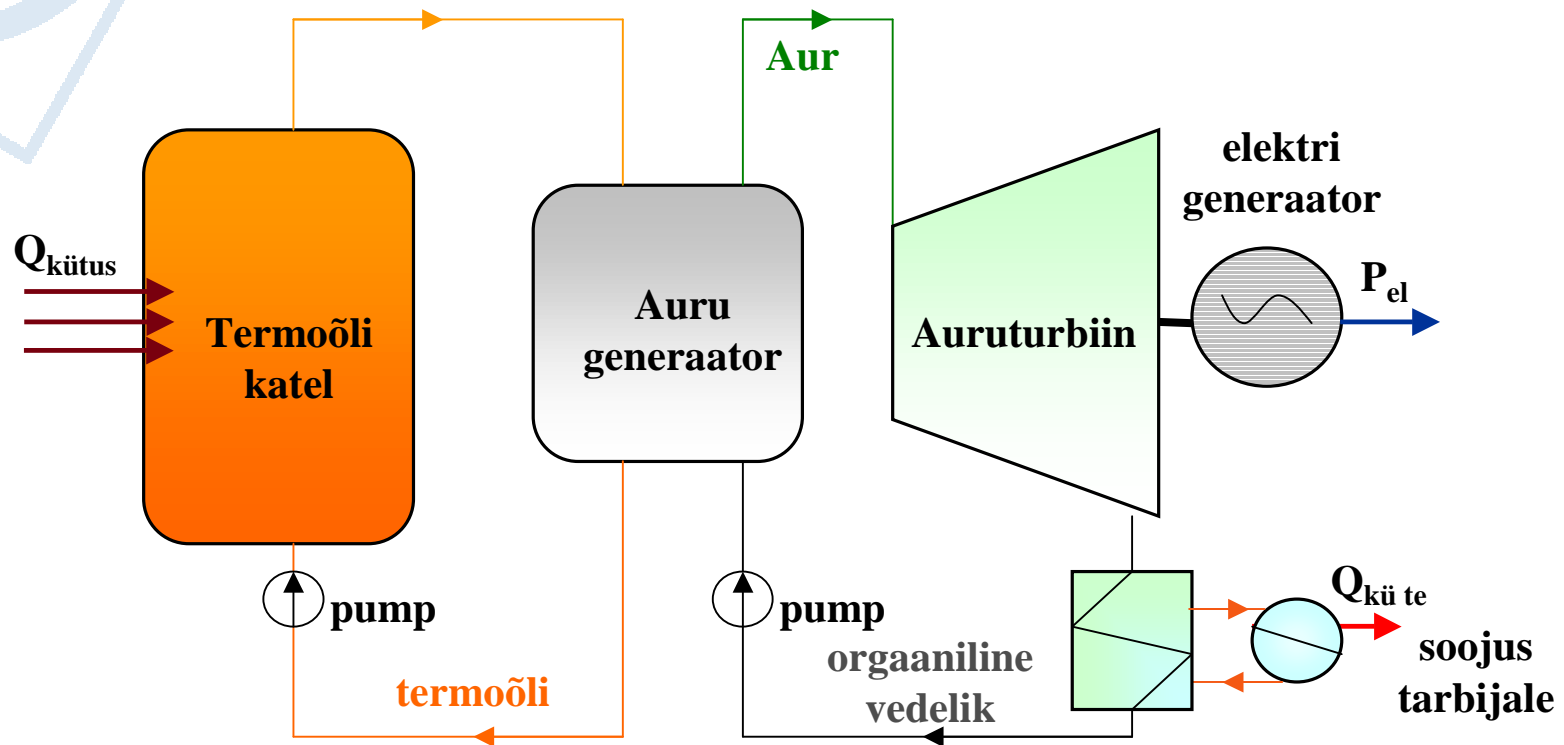 Aur
elektri
generaator
Qkütus
Pel
Termoõli
katel
Auru
generaator
Auruturbiin
pump
pump
Qkü te
soojus
tarbijale
orgaaniline
vedelik
termoõli